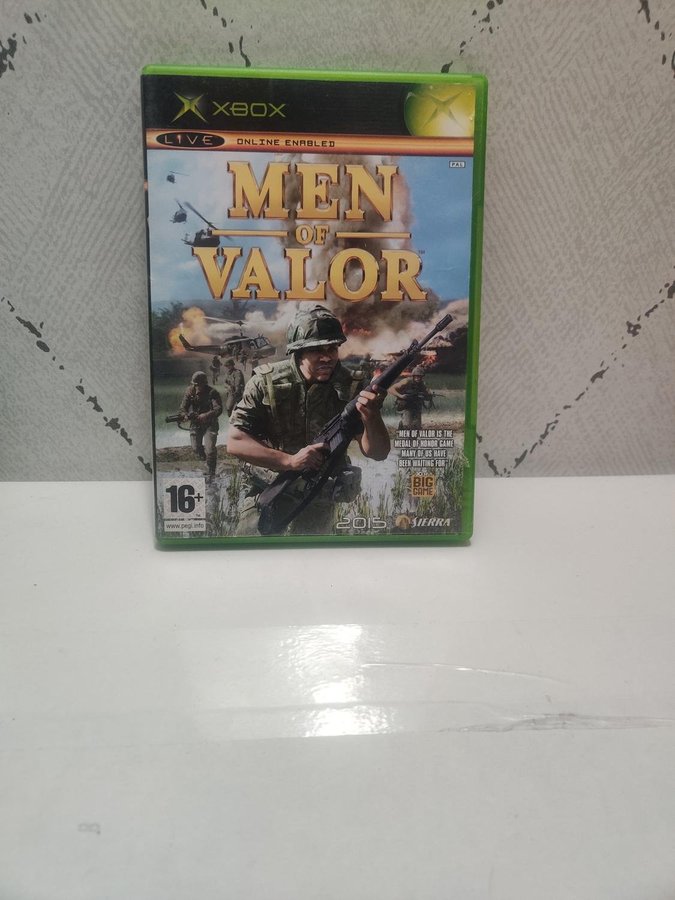 XBOX
LIVE ONLINE ENABLED
PAL
MEN
OF
VALOR™
"MEN OF VALOR IS THE
MEDAL OF HONOR GAME
MANY OF US HAVE
BEEN WAITING FOR"
BIG
GAME
16+
www.pegi.info
2015 SIERRA